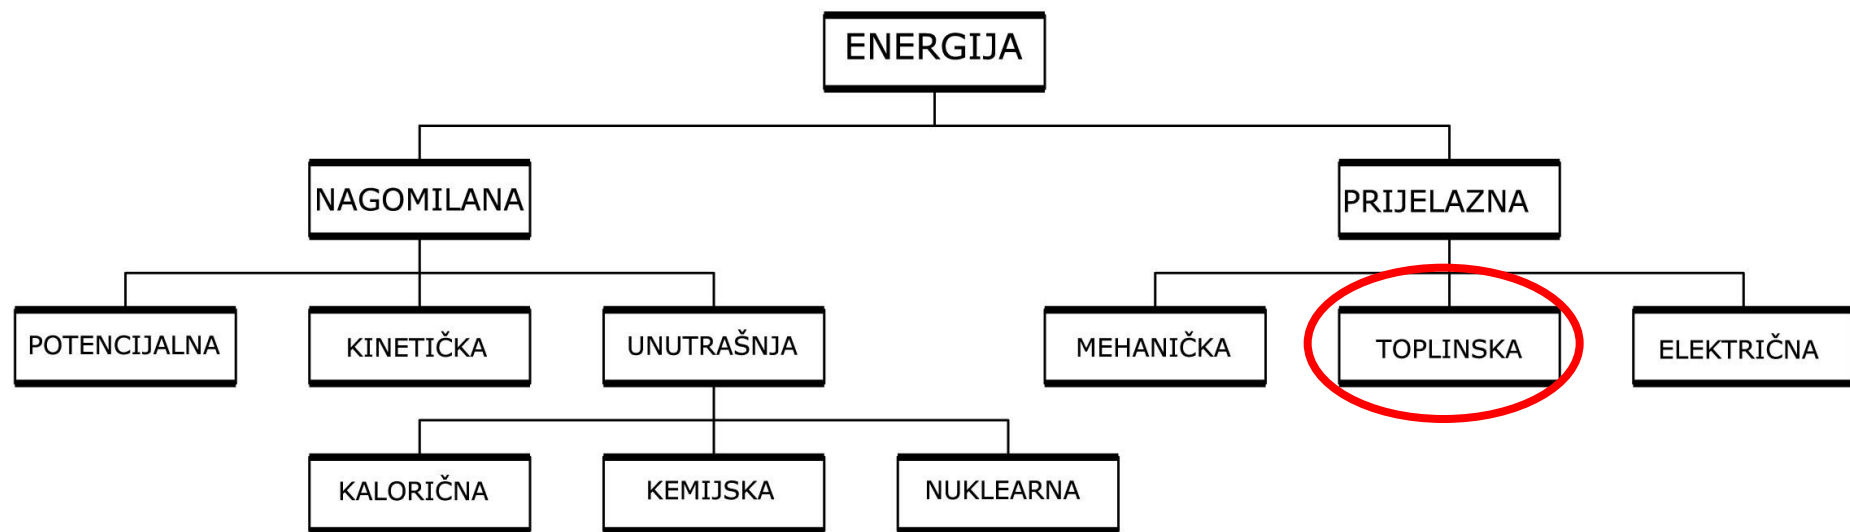 ENERGIJA
NAGOMILANA
PRIJELAZNA
POTENCIJALNA
KINETIČKA
UNUTRAŠNJA
MEHANIČKA
TOPLINSKA
ELEKTRIČNA
KALORIČNA
KEMIJSKA
NUKLEARNA